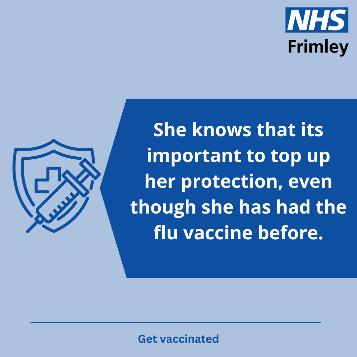 NHS
Frimley
She knows that its
important to top up
her protection, even
though she has had the
flu vaccine before.
Get vaccinated